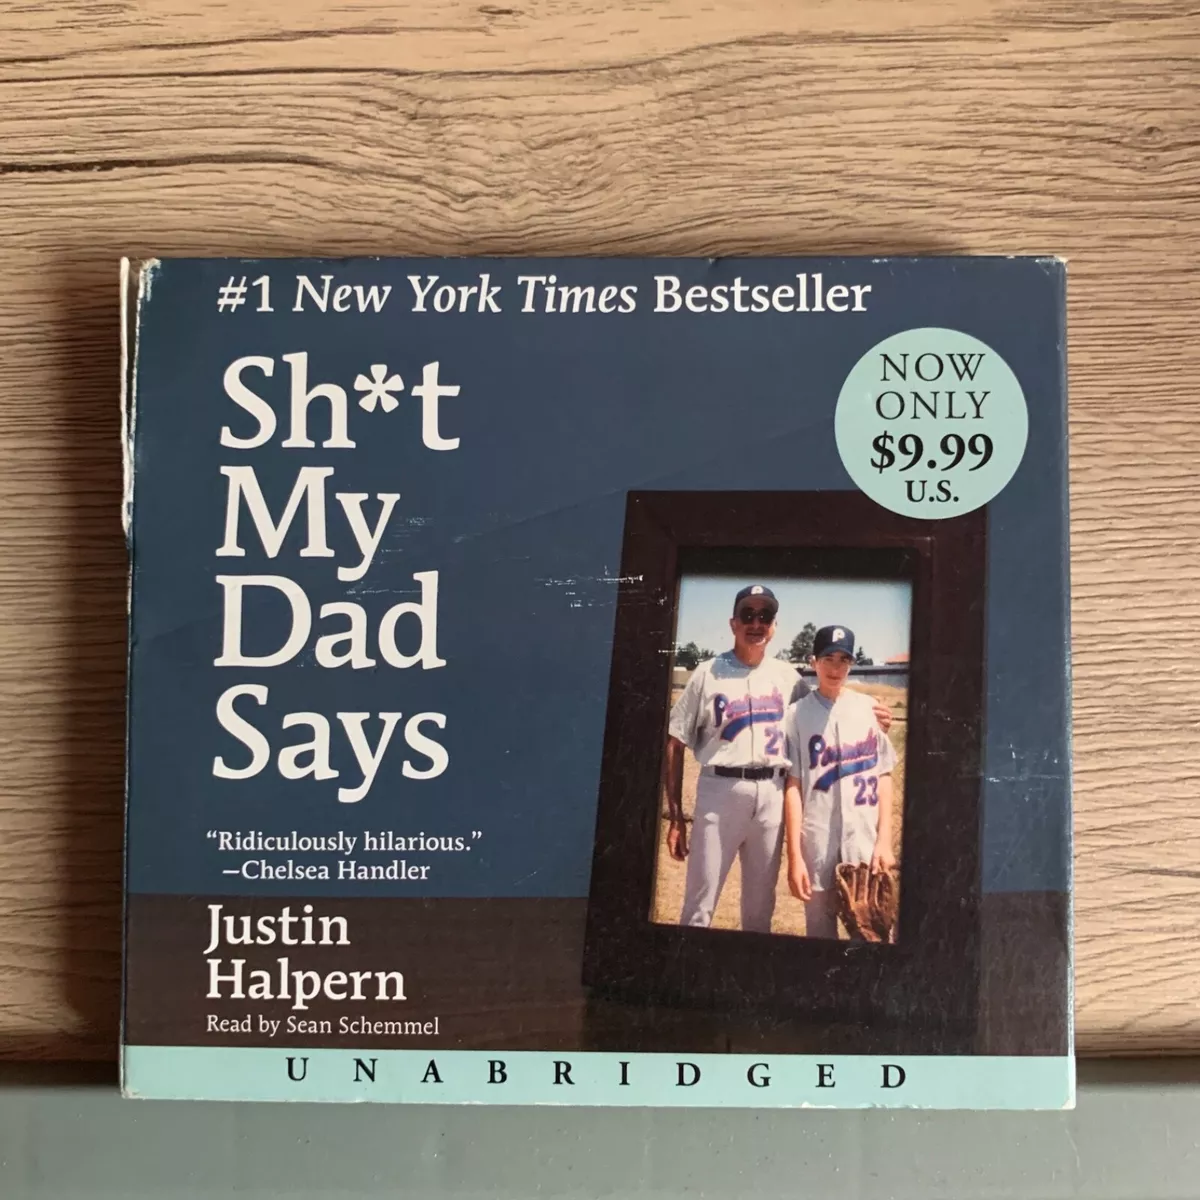 #1 New York Times Bestseller
Sh*t
My
Dad
Says
NOW
ONLY
$9.99
U.S.
P
P
23
"Ridiculously hilarious."
—Chelsea Handler
Justin
Halpern
Read by Sean Schemmel
UNABRIDGED